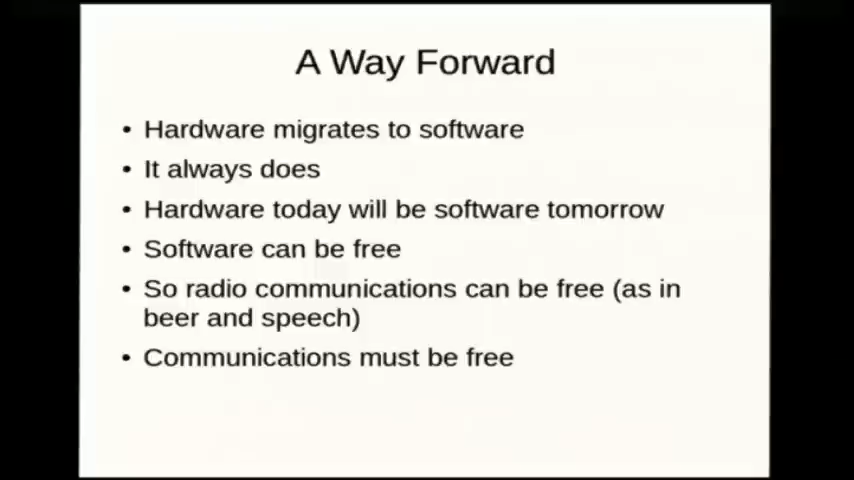 A Way Forward
• Hardware migrates to software
• It always does
• Hardware today will be software tomorrow
• Software can be free
• So radio communications can be free (as in
beer and speech)
• Communications must be free